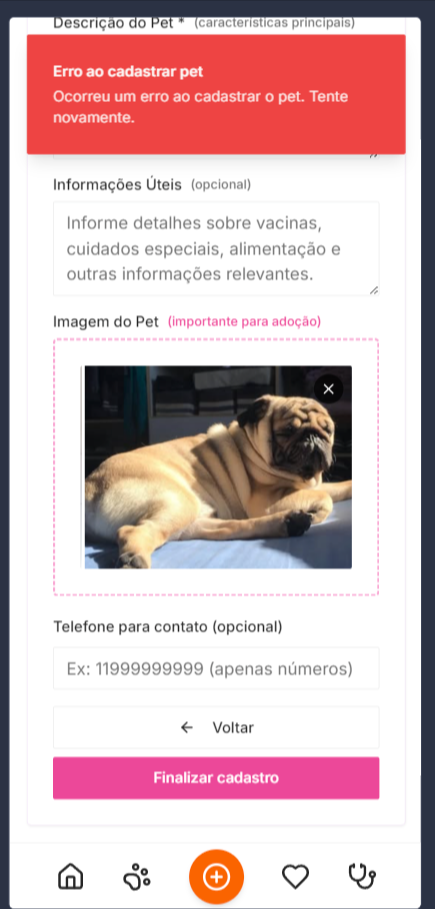 Descrição do Pet * (características principais)
Erro ao cadastrar pet
Ocorreu um erro ao cadastrar o pet. Tente
novamente.
Informações Úteis (opcional)
Informe detalhes sobre vacinas,
cuidados especiais, alimentação e
outras informações relevantes.
Imagem do Pet (importante para adoção)
Telefone para contato (opcional)
Ex: 11999999999 (apenas números)
Voltar
Finalizar cadastro